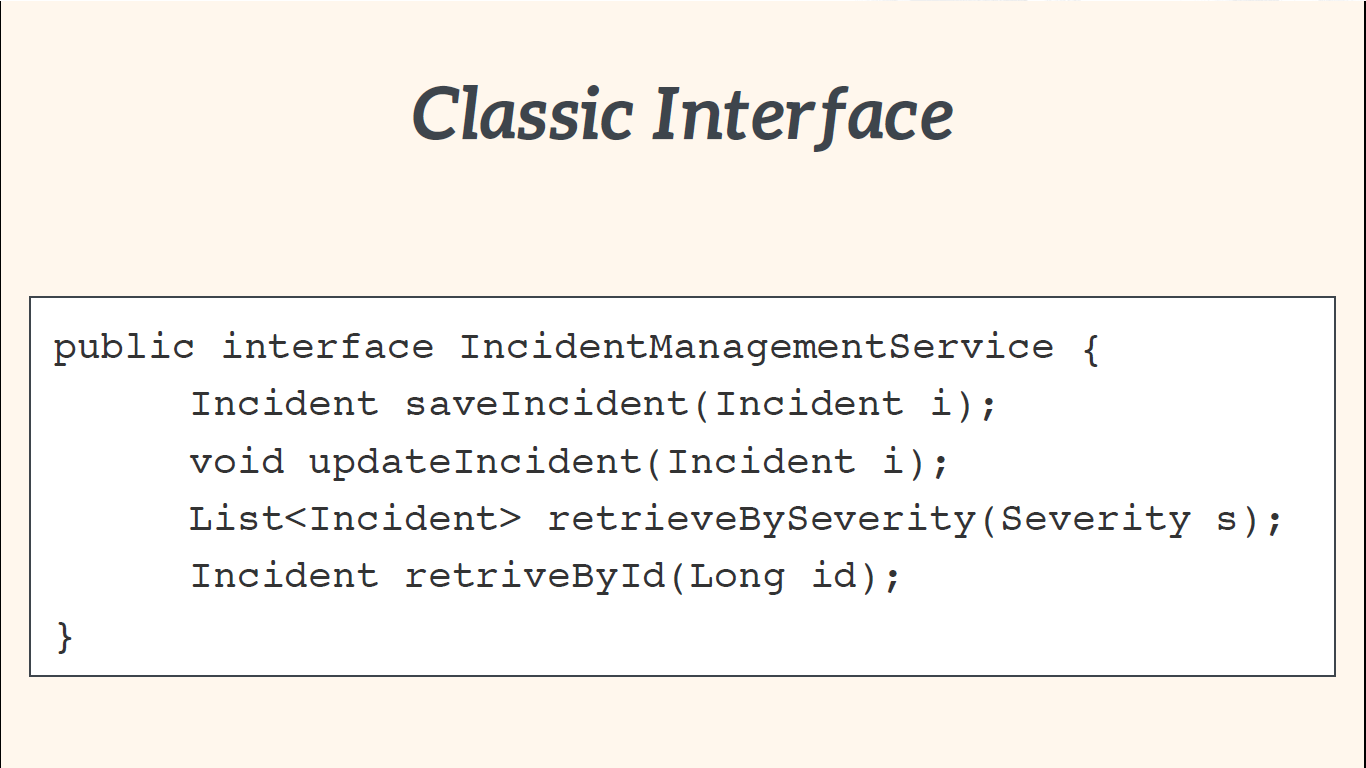 Classic Interface
public interface IncidentManagementService {
Incident saveIncident(Incident i);
void updateIncident(Incident i);
List<Incident> retrieveBySeverity(Severity s);
Incident retriveById(Long id);
}